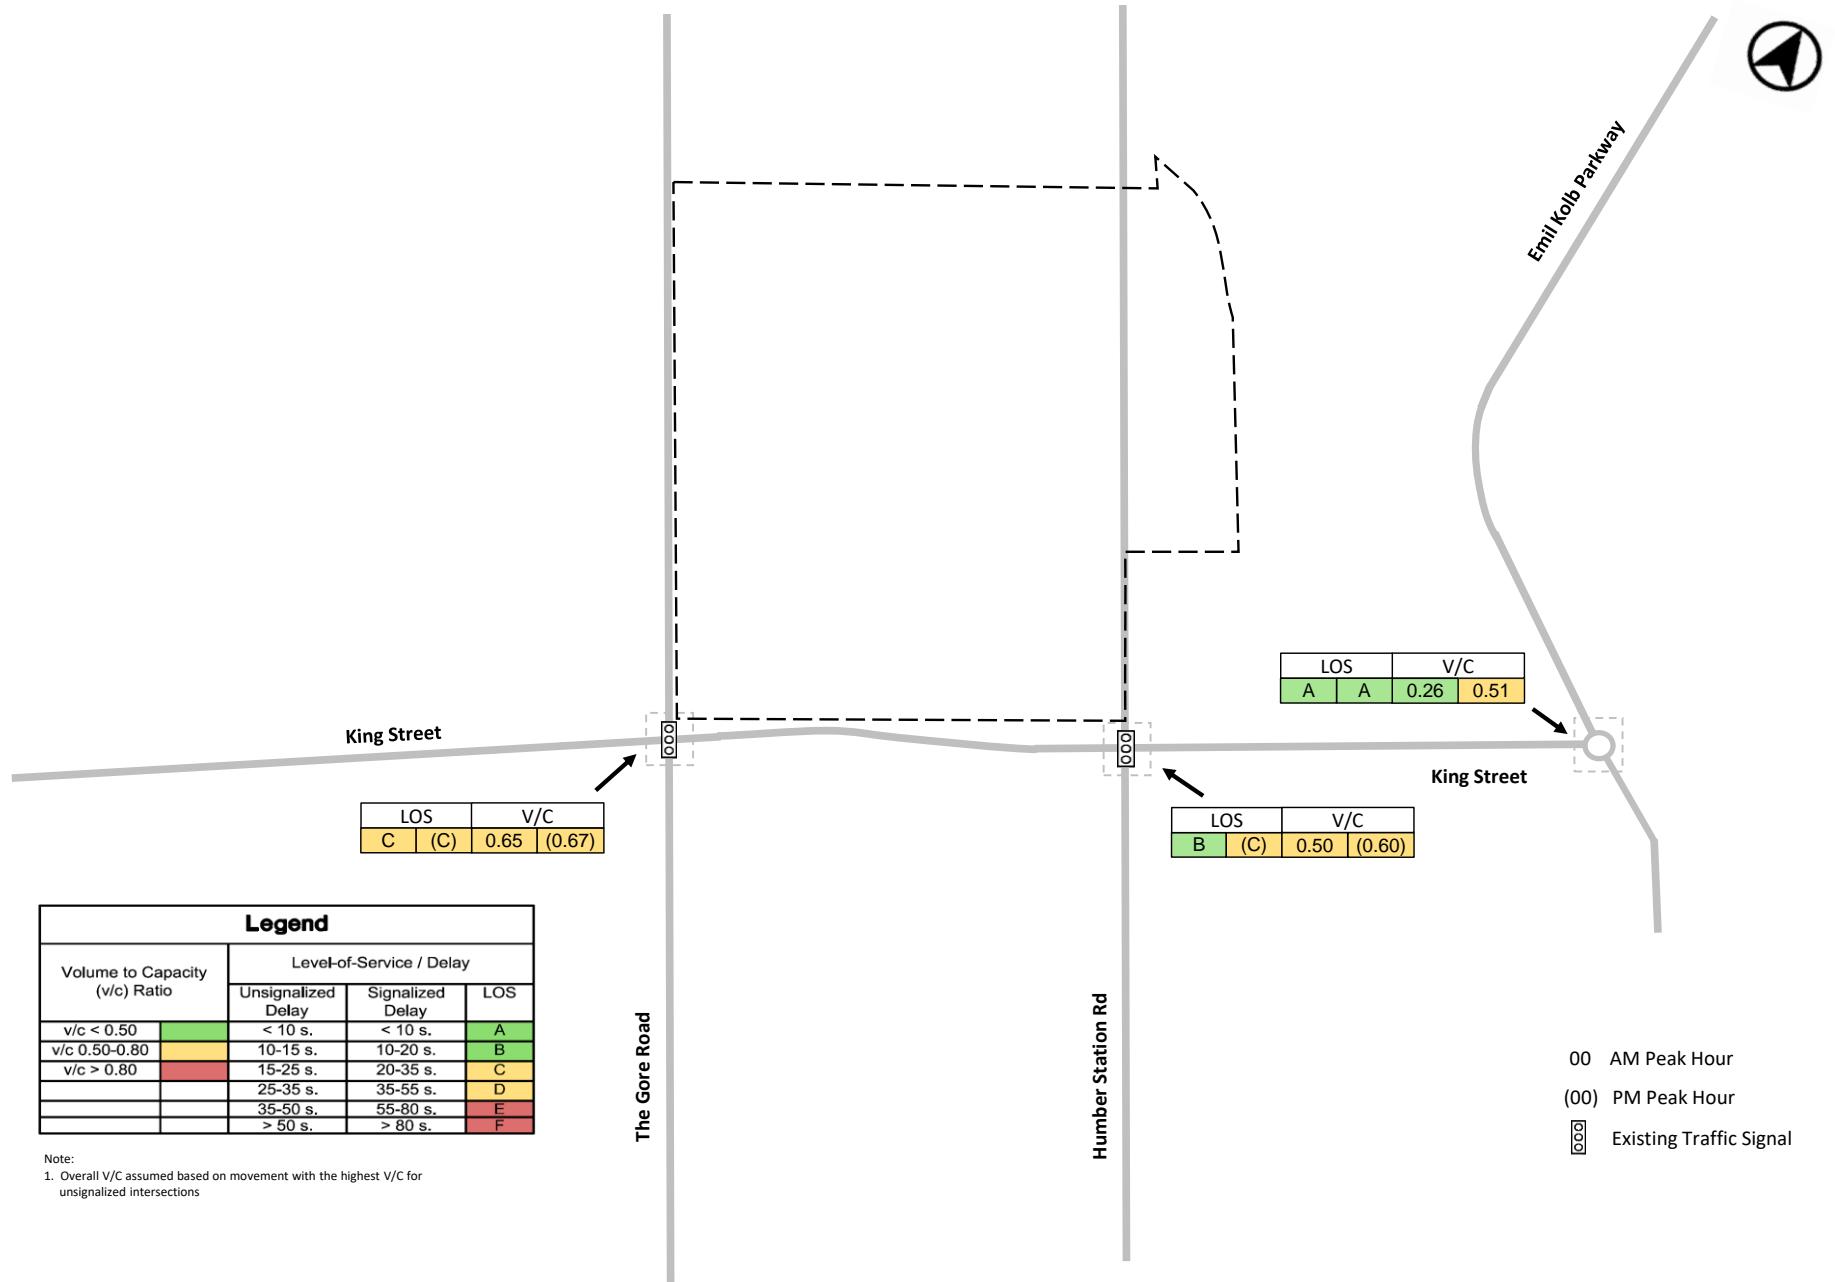 Emil Kolb Parkway
LOS V/C
A A 0.26 0.51
King Street
King Street
LOS V/C
C (C) 0.65 (0.67)
LOS V/C
B (C) 0.50 (0.60)
Legend
Volume to Capacity
(v/c) Ratio
Level-of-Service / Delay
Unsignalized
Delay
Signalized
Delay
LOS
v/c < 0.50 < 10 s. < 10 s. A
v/c 0.50-0.80 10-15 s. 10-20 s. B
v/c > 0.80 15-25 s. 20-35 s. C
25-35 s. 35-55 s. D
35-50 s. 55-80 s. E
> 50 s. > 80 s. F
Note:
1. Overall V/C assumed based on movement with the highest V/C for
unsignalized intersections
The Gore Road
Humber Station Rd
00 AM Peak Hour
(00) PM Peak Hour
Existing Traffic Signal